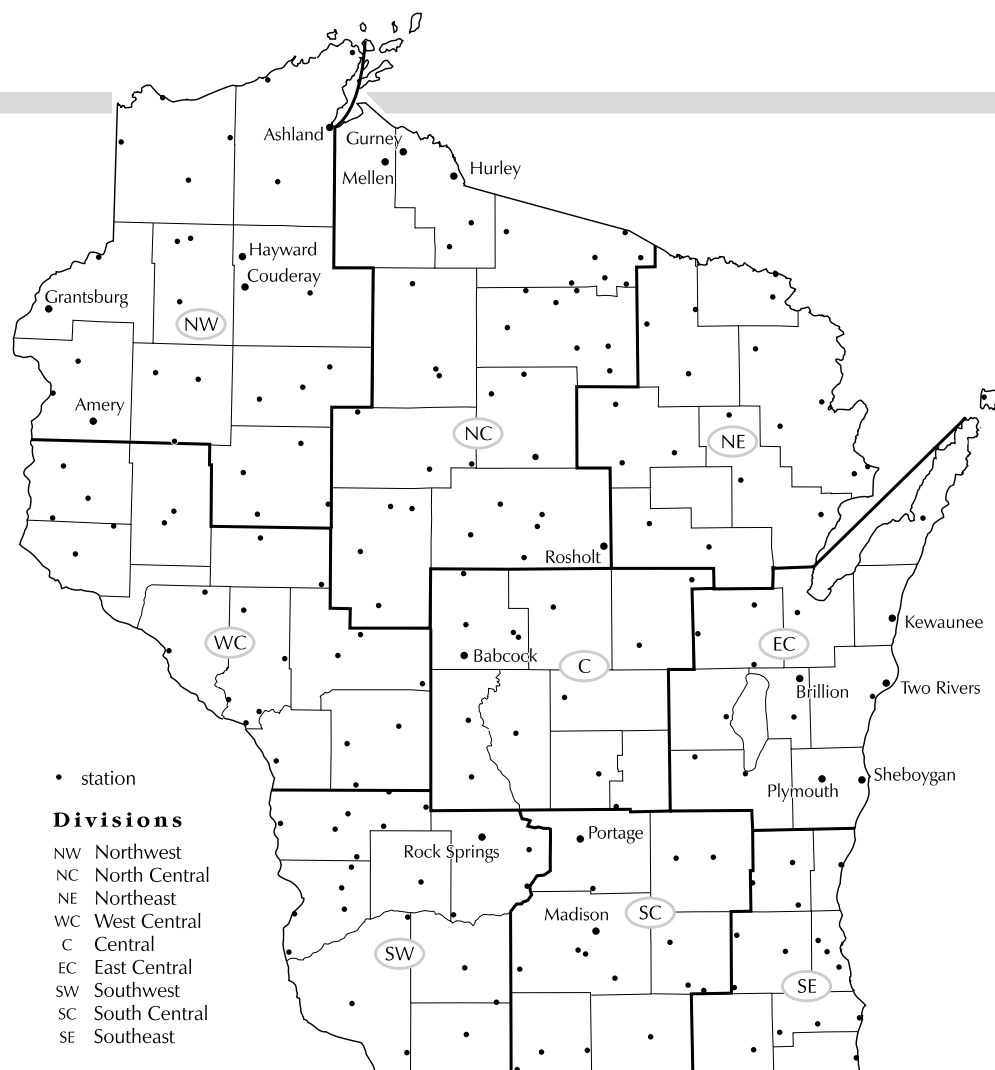 Ashland
Gurney
Mellen
Hurley
Hayward
Couderay
Grantsburg
NW
Amery
NC
NE
Rosholt
Kewaunee
WC
Babcock
C
EC
Brillion
Two Rivers
station
Plymouth
Sheboygan
Divisions
Rock Springs
Portage
NW Northwest
NC North Central
NE Northeast
WC West Central
C Central
EC East Central
SW Southwest
SC South Central
SE Southeast
Madison
SC
SW
SE